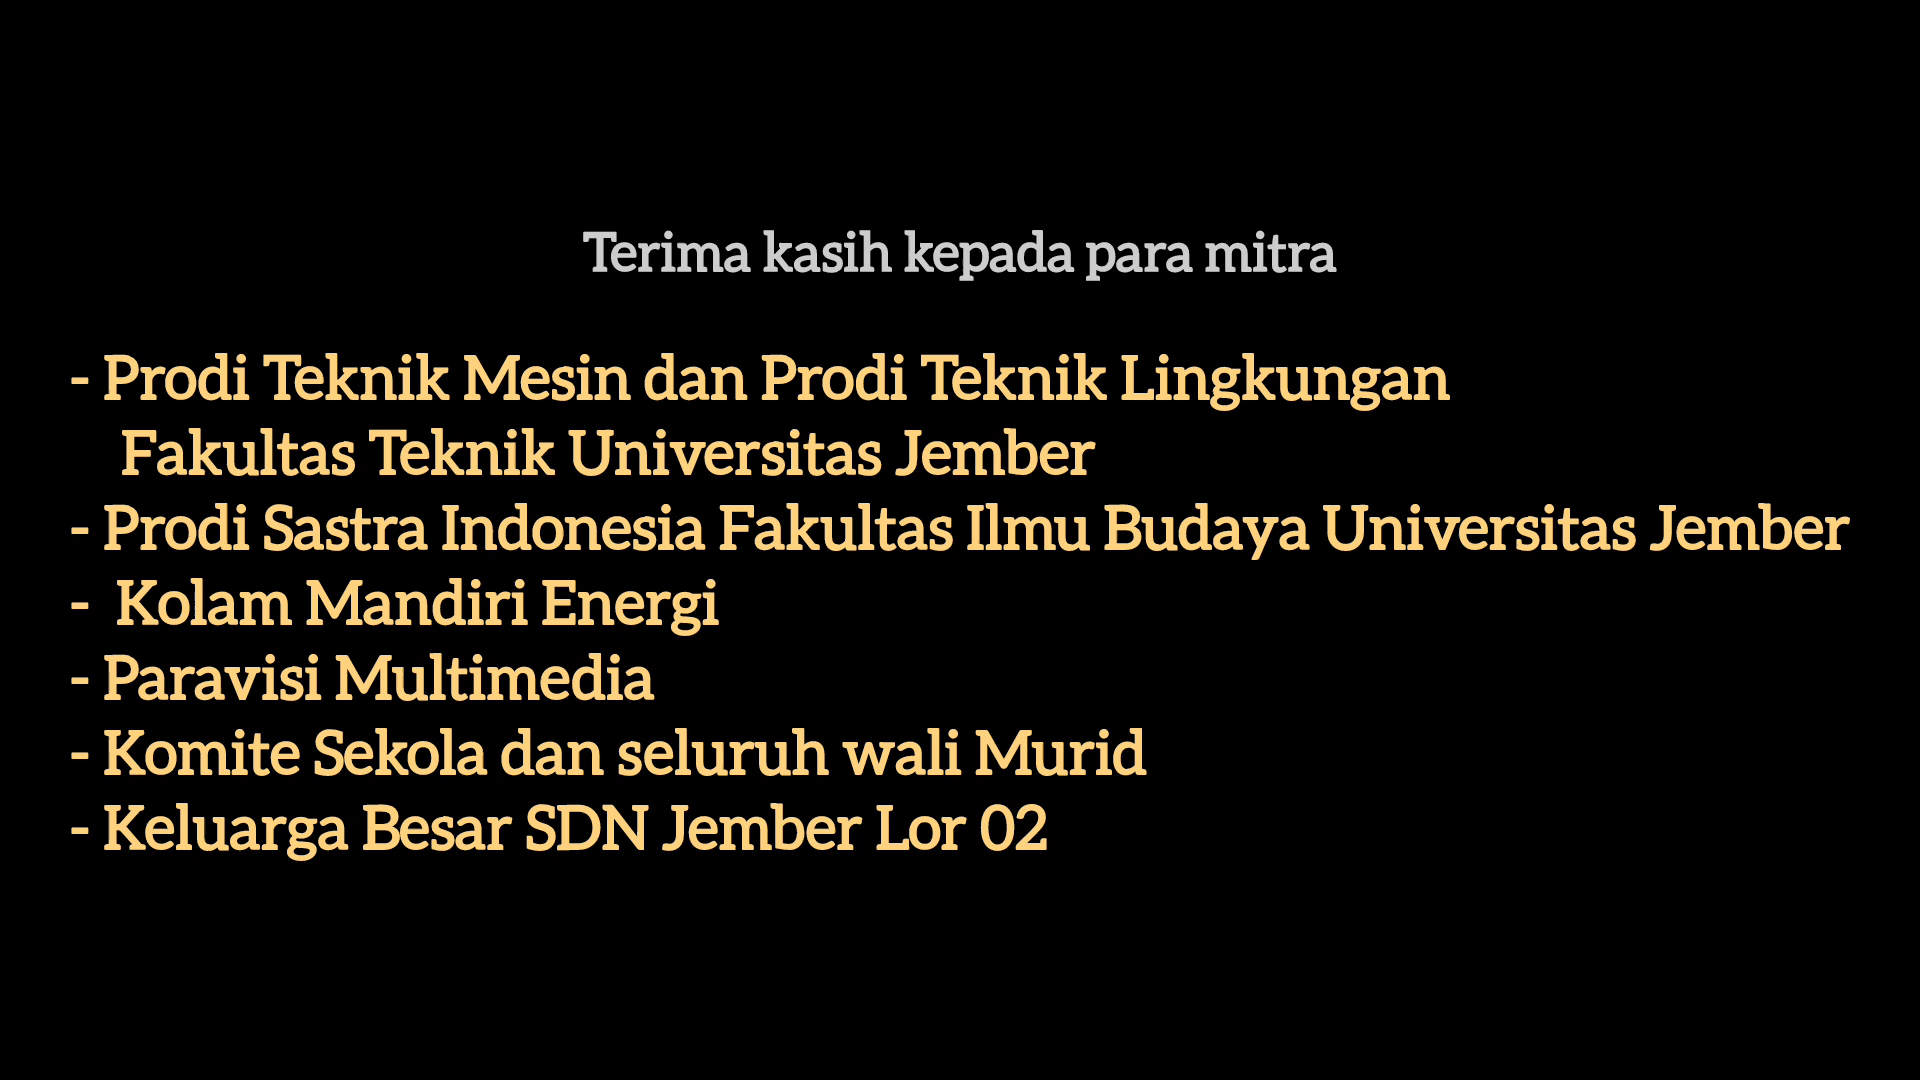 Terima kasih kepada para mitra
- Prodi Teknik Mesin dan Prodi Teknik Lingkungan
Fakultas Teknik Universitas Jember
- Prodi Sastra Indonesia Fakultas Ilmu Budaya Universitas Jember
- Kolam Mandiri Energi
- Paravisi Multimedia
- Komite Sekola dan seluruh wali Murid
- Keluarga Besar SDN Jember Lor 02